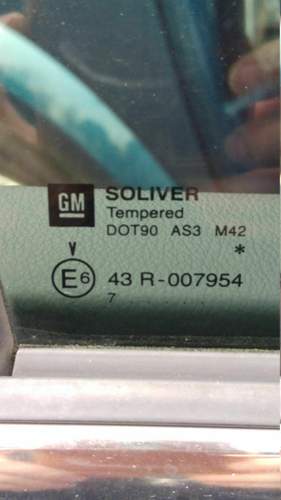 GM SOLIVER
Tempered
DOT90 AS3 M42
V *
E6 43 R-007954
7